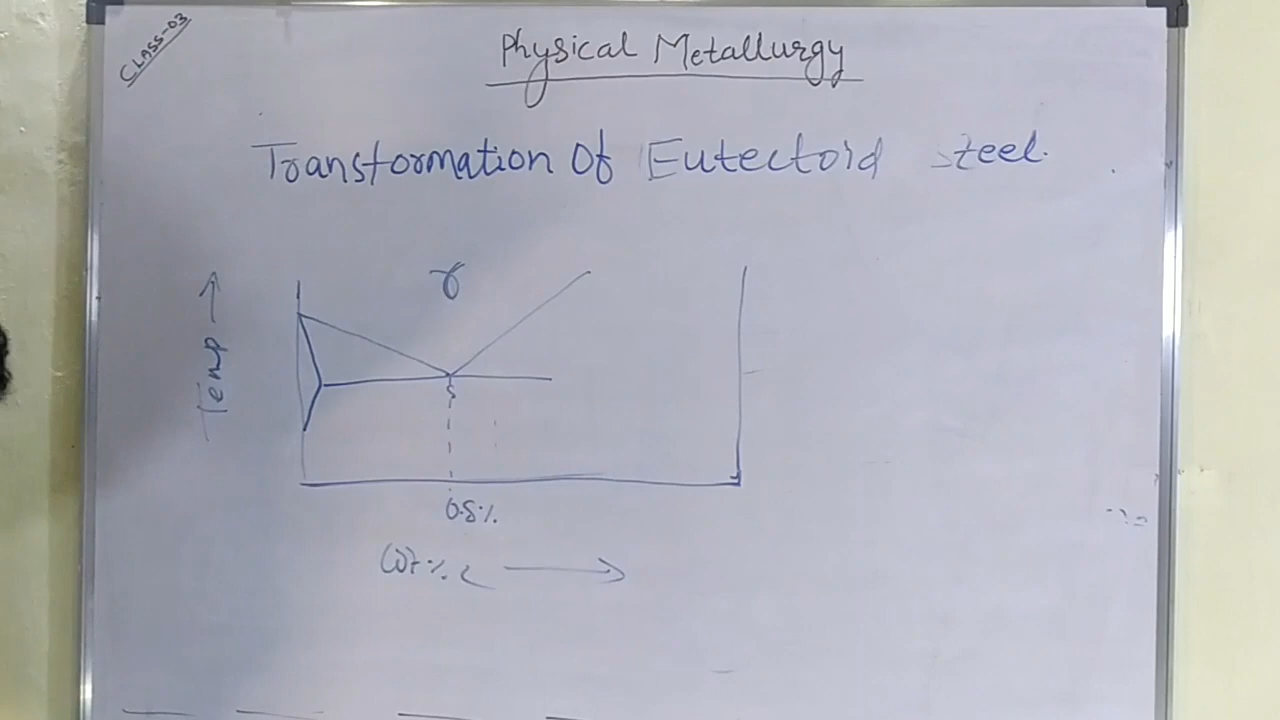 CLASS-03
Physical Metallurgy
Transformation Of Eutectoid steel.
γ
Temp →
S
0.8%
Wt% C →